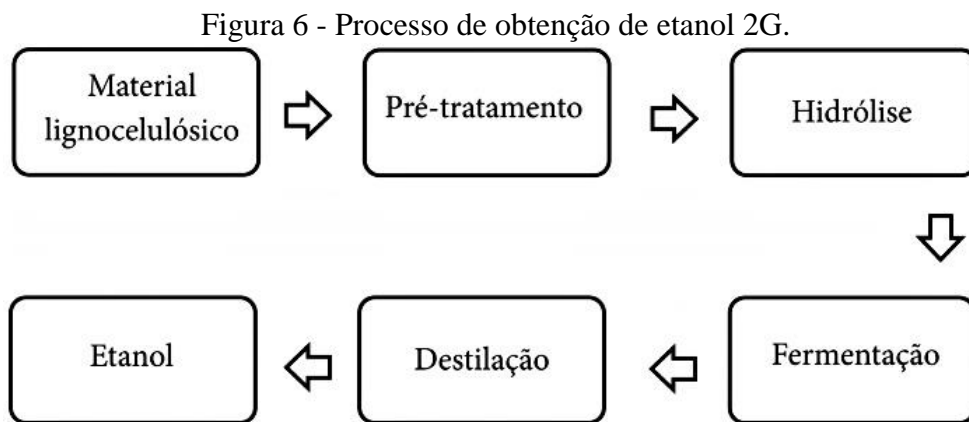 Figura 6 - Processo de obtenção de etanol 2G.
Material
lignocelulósico
Pré-tratamento
Hidrólise
Fermentação
Destilação
Etanol